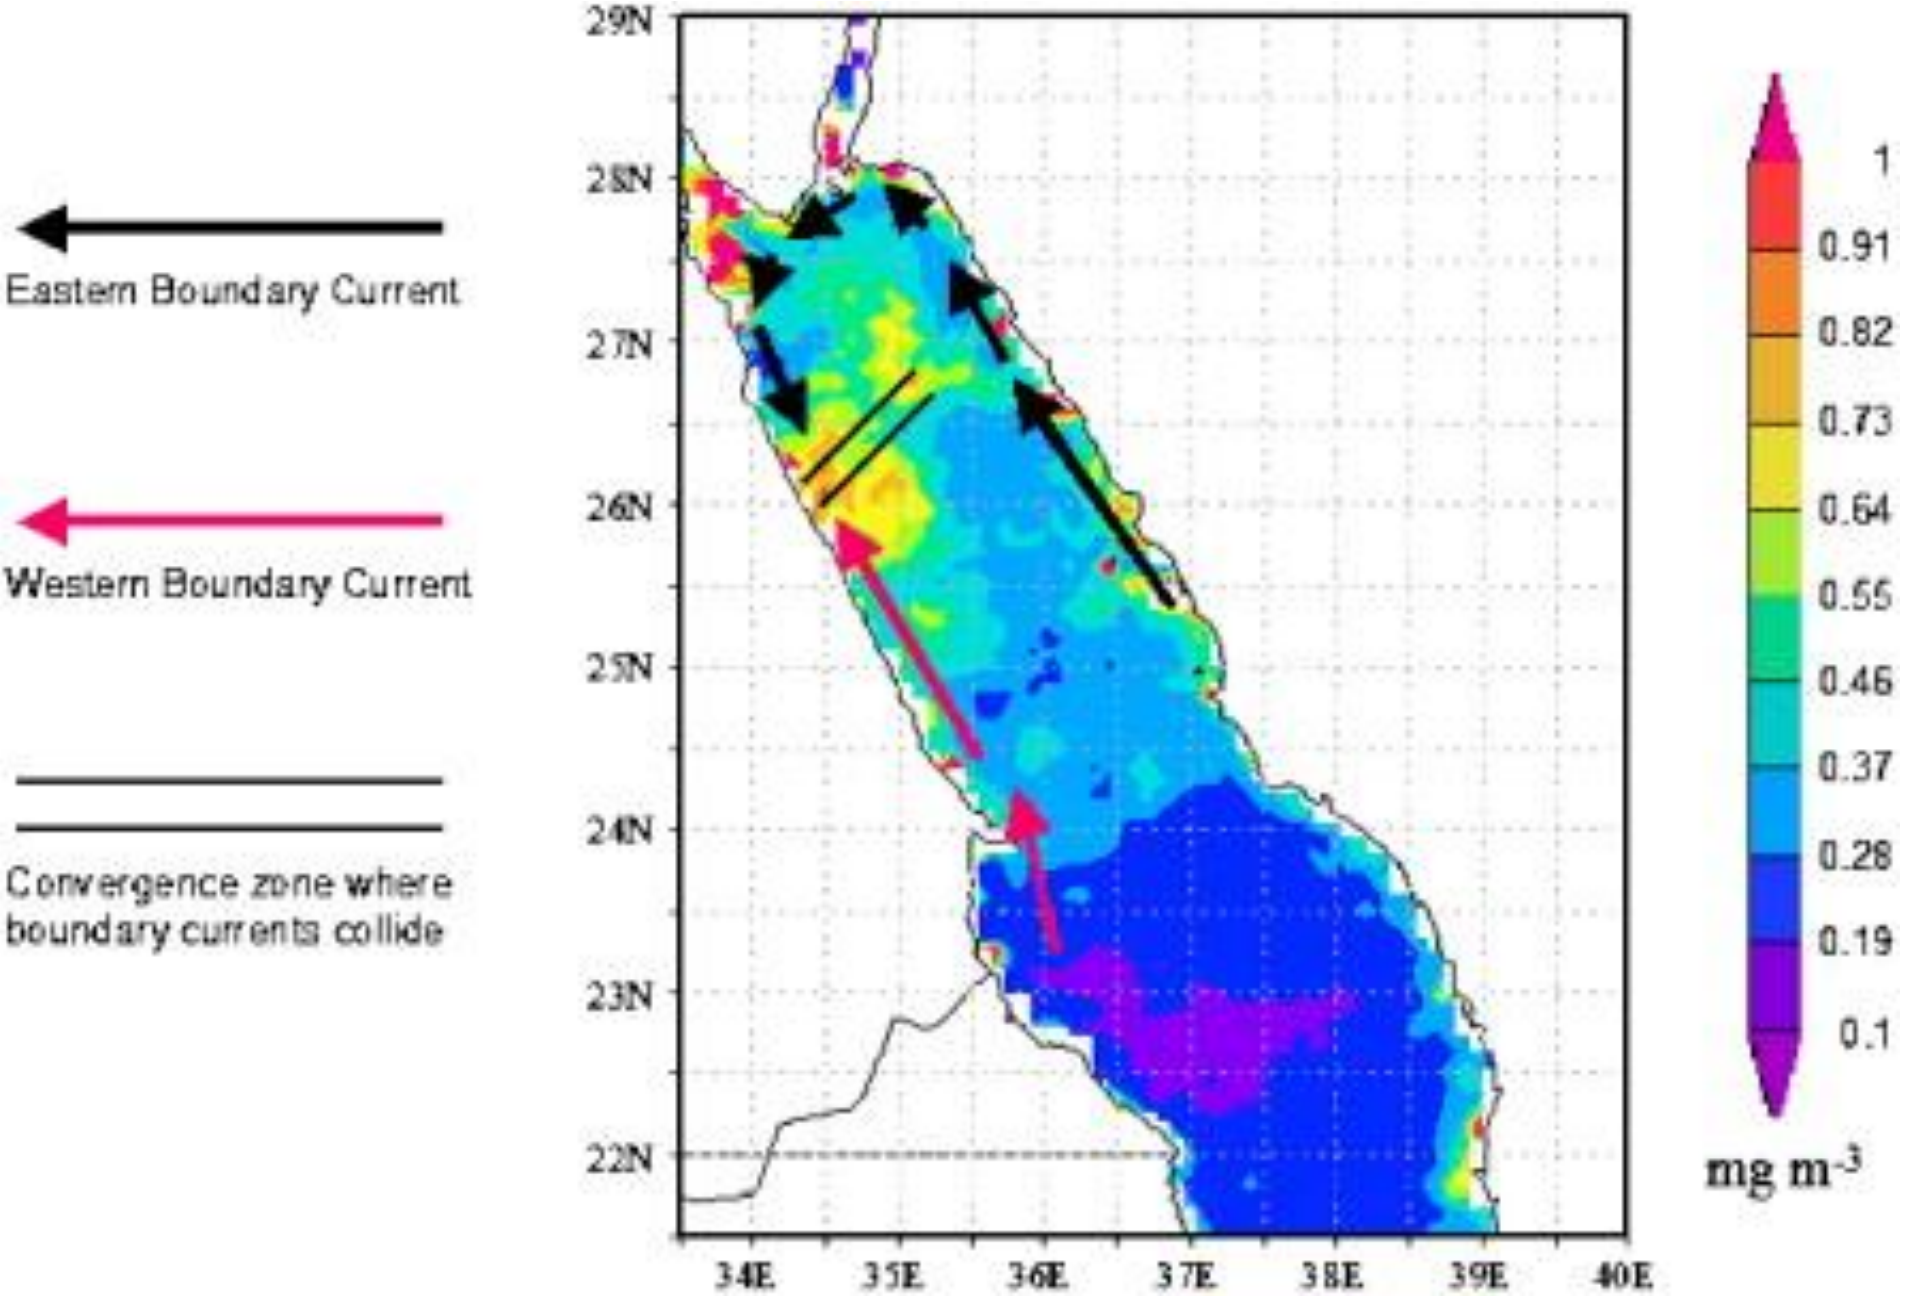 Eastern Boundary Current
Western Boundary Current
Convergence zone where
boundary currents collide
29N
28N
27N
26N
25N
24N
23N
22N
34E
35E
36E
37E
38E
39E
40E
1
0.91
0.82
0.73
0.64
0.55
0.46
0.37
0.28
0.19
0.1
mg m-3